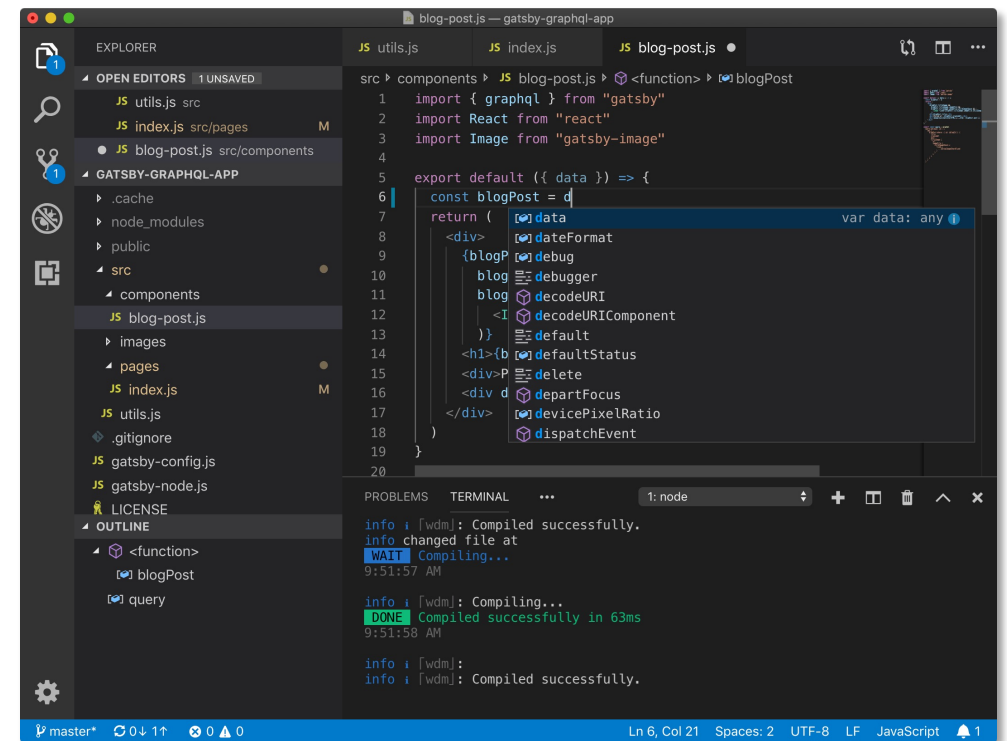 blog-post.js — gatsby-graphql-app
EXPLORER
OPEN EDITORS 1 UNSAVED
JS utils.js src
JS index.js src/pages M
JS blog-post.js src/components
GATSBY-GRAPHQL-APP
.cache
node_modules
public
src
components
JS blog-post.js
images
pages
JS index.js M
JS utils.js
.gitignore
JS gatsby-config.js
JS gatsby-node.js
LICENSE
OUTLINE
<function>
blogPost
query
1
1
JS utils.js JS index.js JS blog-post.js
src components JS blog-post.js <function> blogPost
1 import { graphql } from "gatsby"
2 import React from "react"
3 import Image from "gatsby-image"
4
5 export default ({ data }) => {
6 const blogPost = d
7 return (
8 <div>
9 {blogP
10 blog
11 blog
12 <I
13 )}
14 <h1>{b
15 <div>P
16 <div d
17 </div>
18 )
19 }
20
data var data: any
dateFormat
debug
debugger
decodeURI
decodeURIComponent
default
defaultStatus
delete
departFocus
devicePixelRatio
dispatchEvent
PROBLEMS TERMINAL ••• 1: node
info i ⌈wdm⌋: Compiled successfully.
info changed file at
WAIT Compiling...
9:51:57 AM
info i ⌈wdm⌋: Compiling...
DONE Compiled successfully in 63ms
9:51:58 AM
info i ⌈wdm⌋:
info i ⌈wdm⌋: Compiled successfully.
master* 0↓ 1↑ 0 0 Ln 6, Col 21 Spaces: 2 UTF-8 LF JavaScript 1